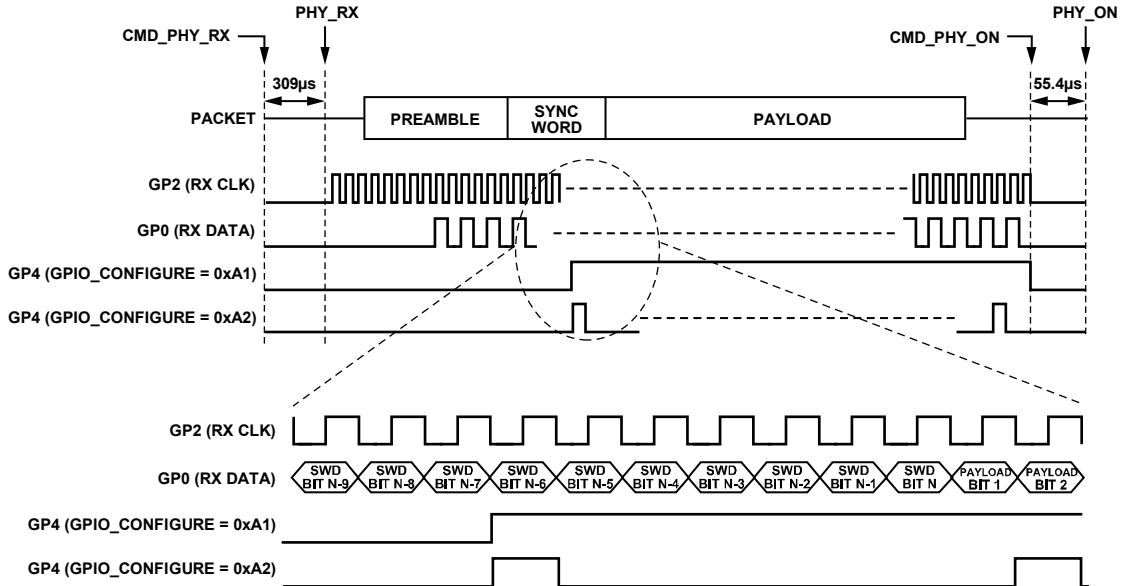 PHY_RX
PHY_ON
CMD_PHY_RX
CMD_PHY_ON
309µs
55.4µs
PACKET
PREAMBLE
SYNC
WORD
PAYLOAD
GP2 (RX CLK)
GP0 (RX DATA)
GP4 (GPIO_CONFIGURE = 0xA1)
GP4 (GPIO_CONFIGURE = 0xA2)
GP2 (RX CLK)
GP0 (RX DATA)
SWD BIT N-9
SWD BIT N-8
SWD BIT N-7
SWD BIT N-6
SWD BIT N-5
SWD BIT N-4
SWD BIT N-3
SWD BIT N-2
SWD BIT N-1
SWD BIT N
PAYLOAD BIT 1
PAYLOAD BIT 2
GP4 (GPIO_CONFIGURE = 0xA1)
GP4 (GPIO_CONFIGURE = 0xA2)